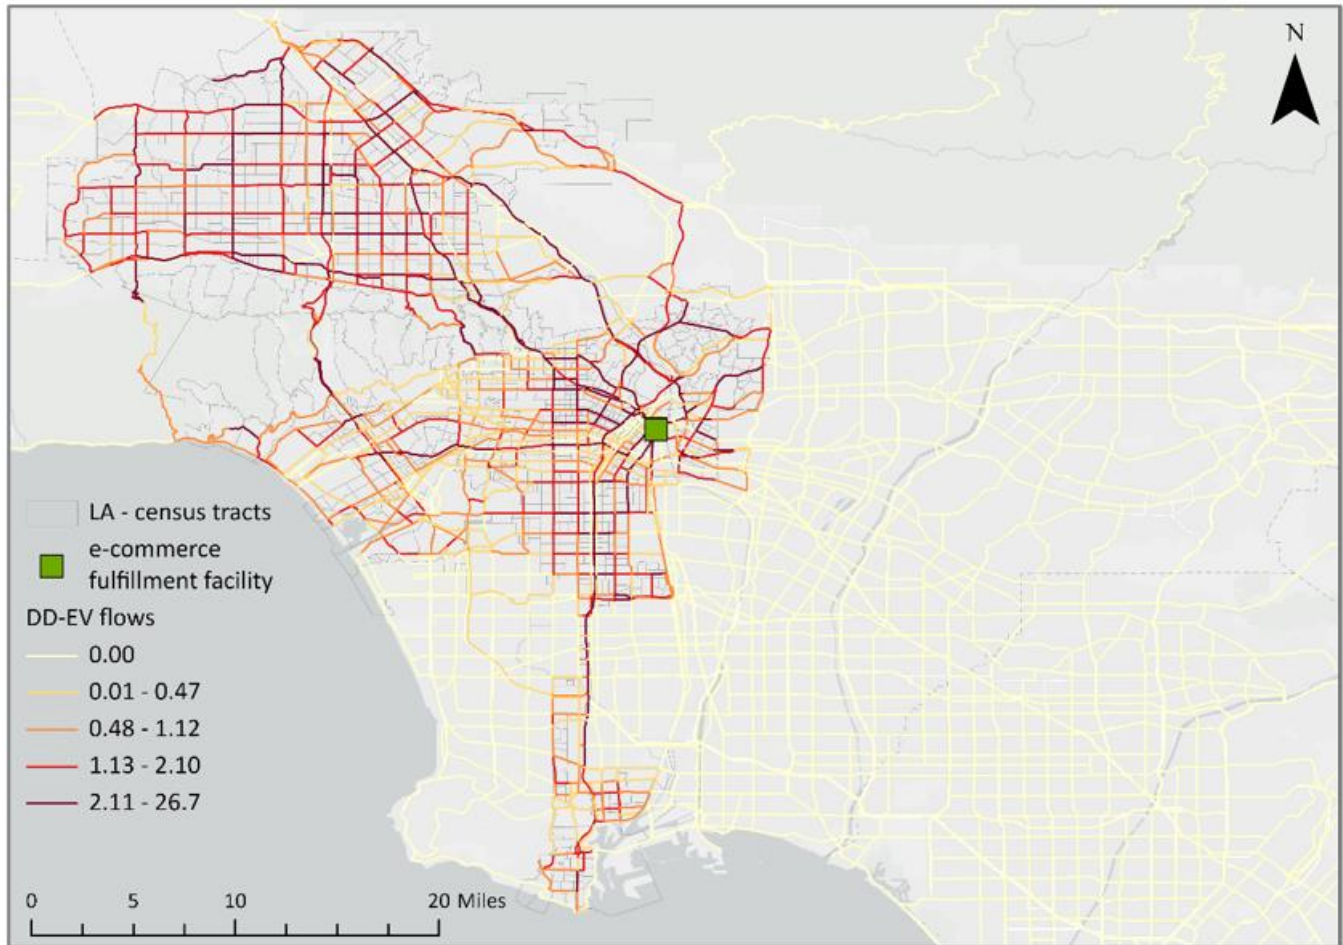 N
LA - census tracts
e-commerce
fulfillment facility
DD-EV flows
0.00
0.01 - 0.47
0.48 - 1.12
1.13 - 2.10
2.11 - 26.7
0 5 10 20 Miles